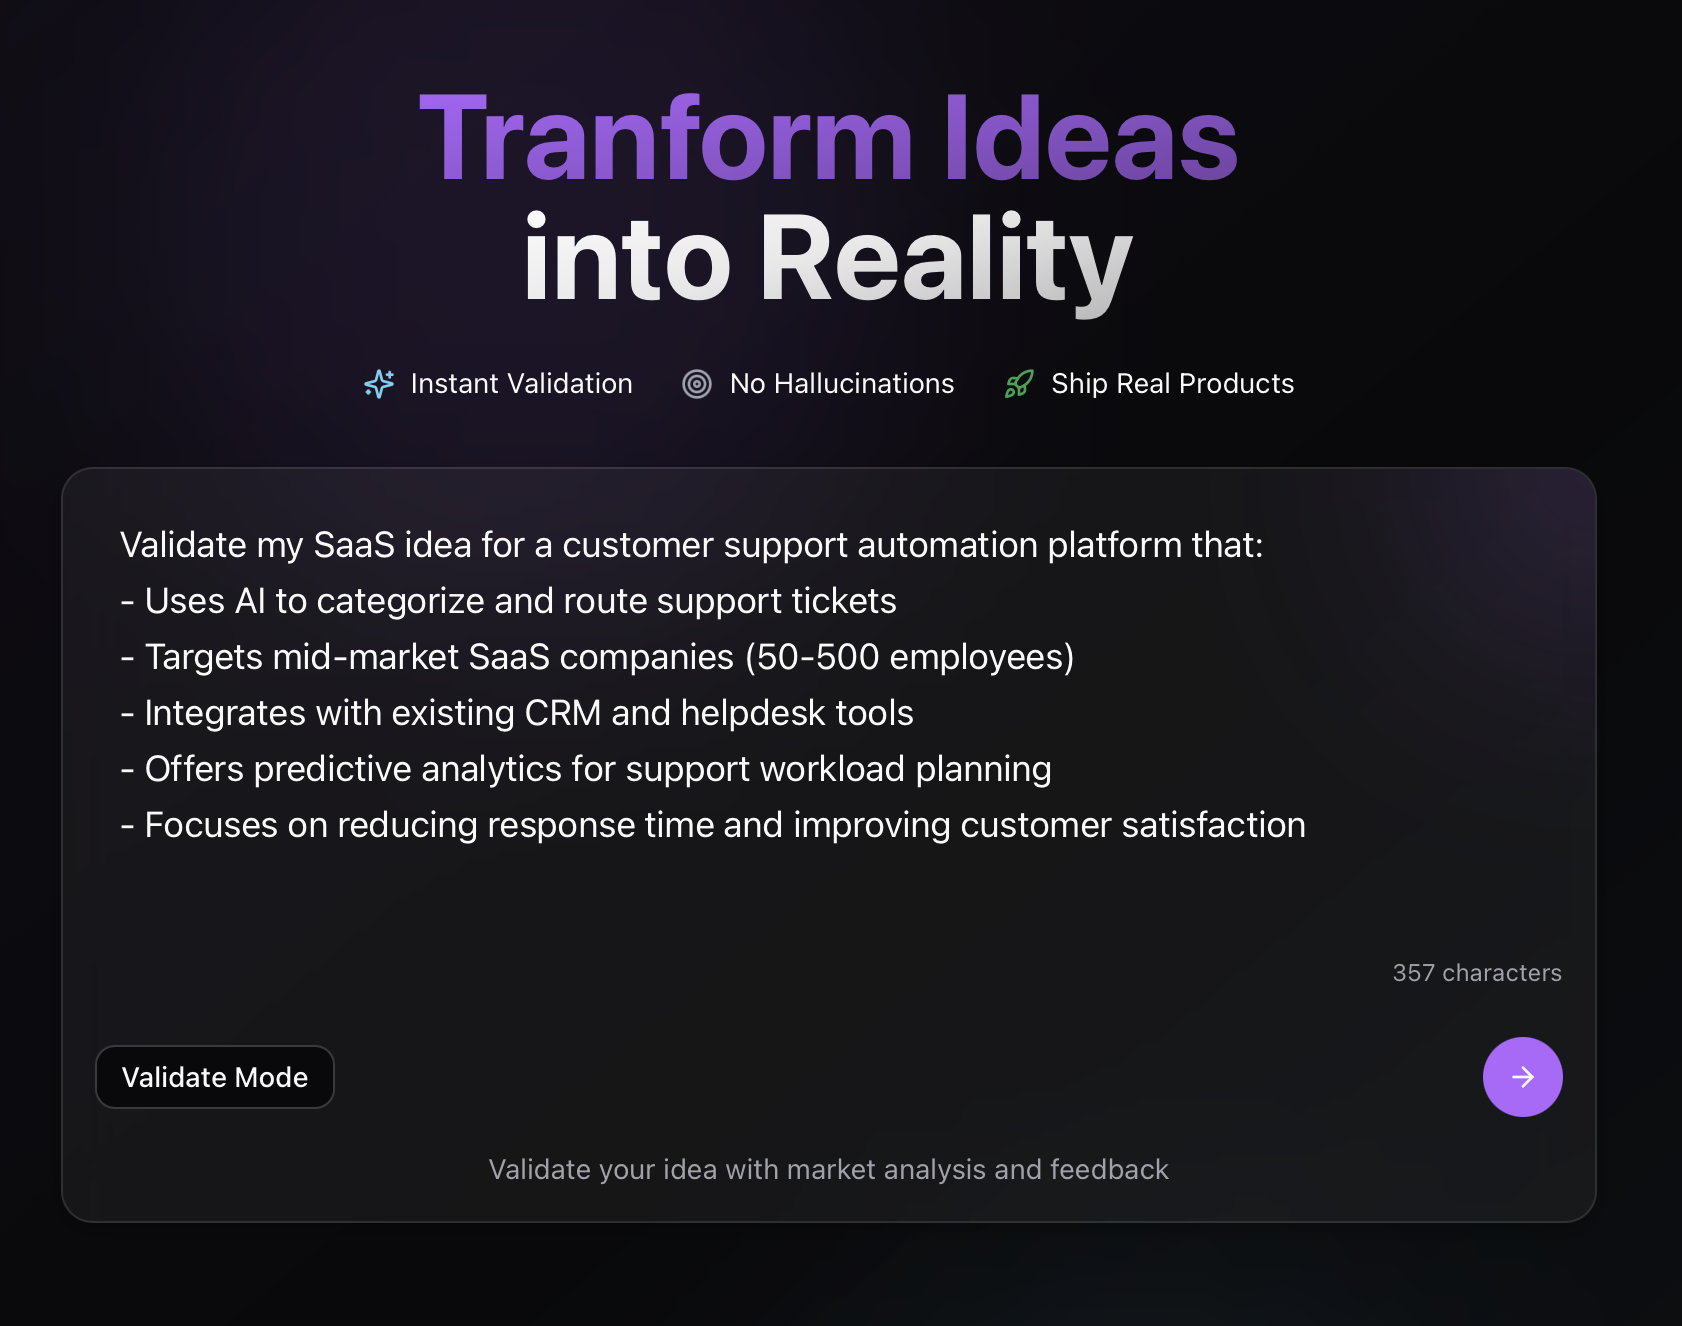 Tranform Ideas
into Reality
Instant Validation
No Hallucinations
Ship Real Products
Validate my SaaS idea for a customer support automation platform that:
- Uses AI to categorize and route support tickets
- Targets mid-market SaaS companies (50-500 employees)
- Integrates with existing CRM and helpdesk tools
- Offers predictive analytics for support workload planning
- Focuses on reducing response time and improving customer satisfaction
357 characters
Validate Mode
Validate your idea with market analysis and feedback